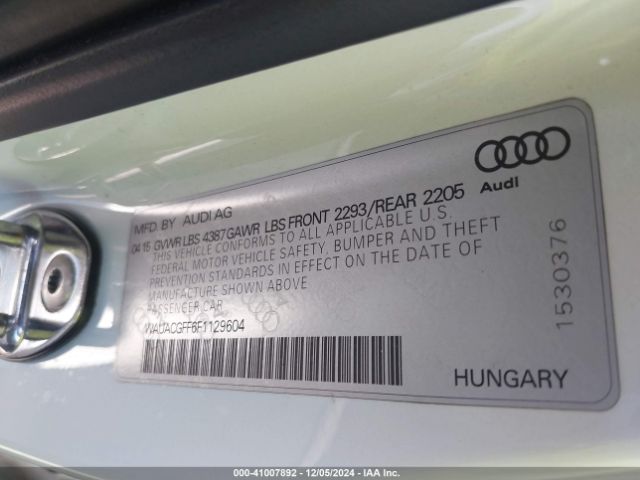 Audi
MFD. BY AUDI AG
04 15 GVWR LBS 4387 GAWR LBS FRONT 2293/REAR 2205
THIS VEHICLE CONFORMS TO ALL APPLICABLE U.S.
FEDERAL MOTOR VEHICLE SAFETY, BUMPER AND THEFT
PREVENTION STANDARDS IN EFFECT ON THE DATE OF
MANUFACTURE SHOWN ABOVE
PASSENGER CAR
WAUACGFF6F1129604
1530376
HUNGARY
000-41007892 - 12/05/2024 - IAA Inc.